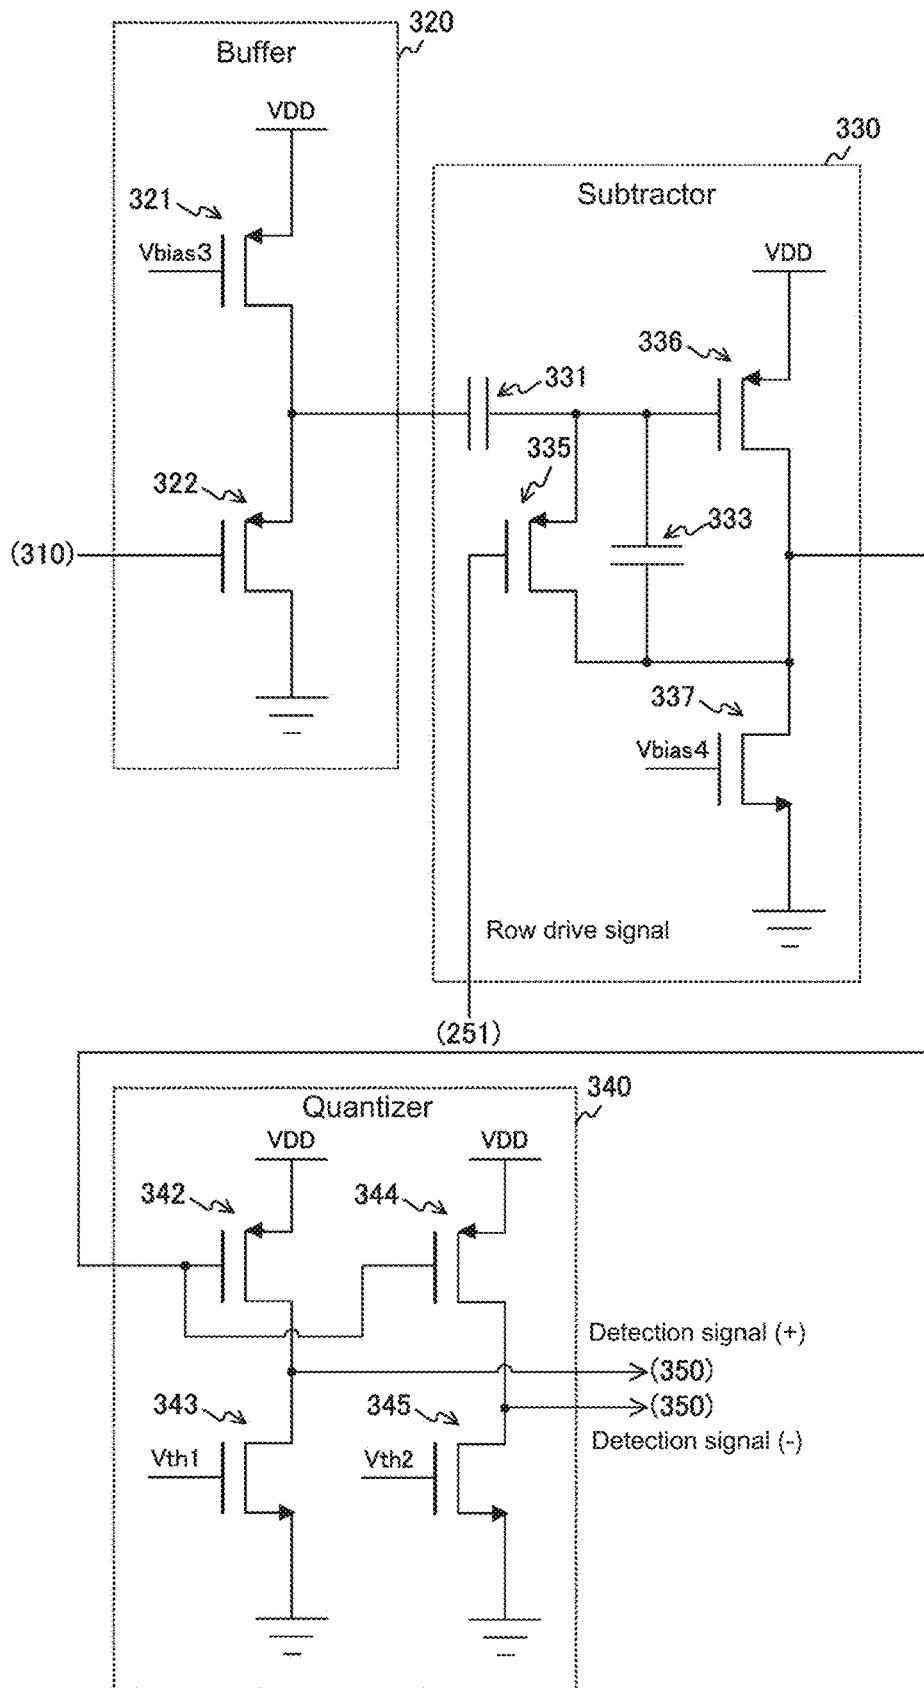 320
Buffer
VDD
330
321
Subtractor
Vbias3
VDD
336
331
335
322
333
(310)
337
Vbias4
Row drive signal
(251)
340
Quantizer
VDD
VDD
342
344
Detection signal (+)
(350)
343
345
(350)
Detection signal (-)
Vth1
Vth2